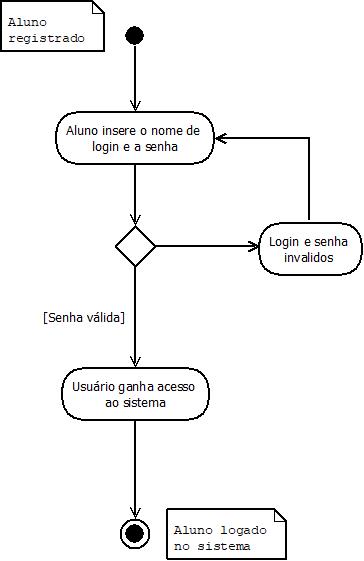 Aluno
registrado
Aluno insere o nome de
login e a senha
Login e senha
invalidos
[Senha válida]
Usuário ganha acesso
ao sistema
Aluno logado
no sistema